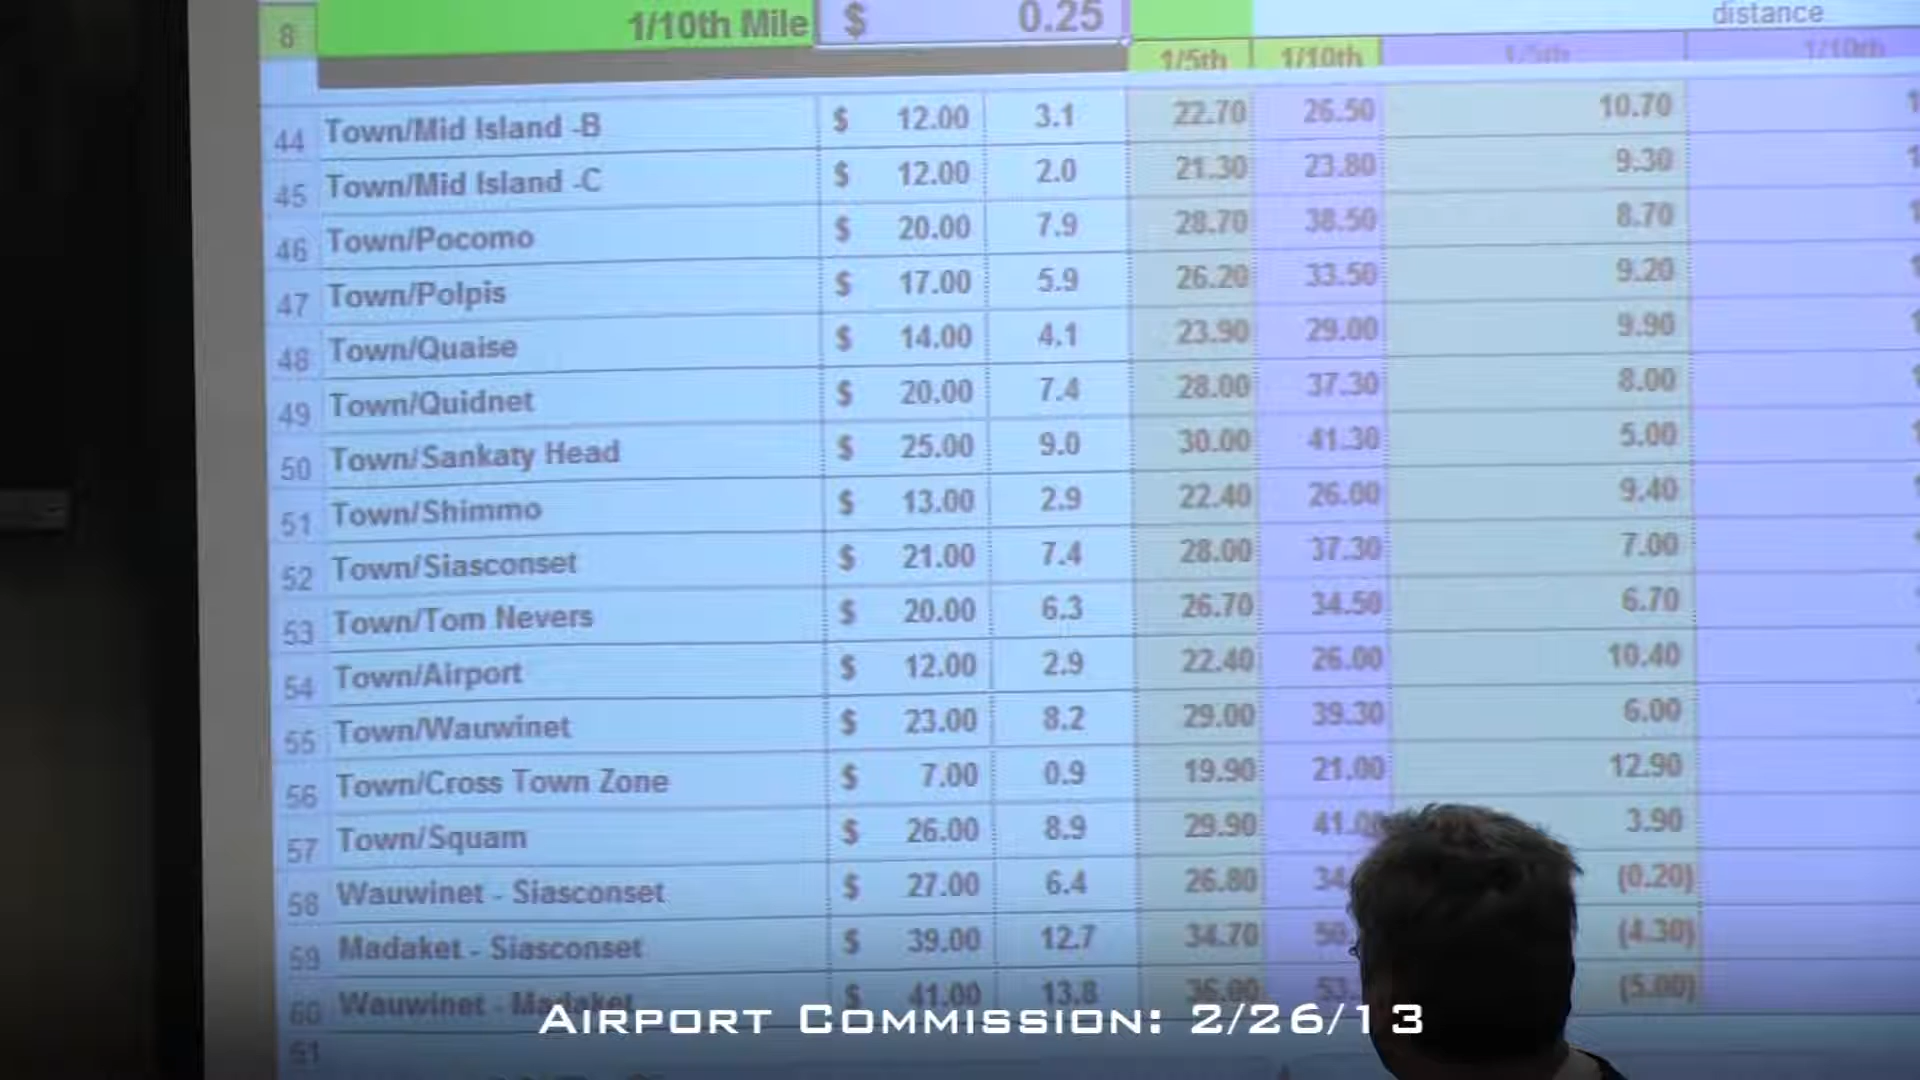 distance
8 1/10th Mile $ 0.25
1/5th 1/10th 1/5th 1/10th
44 Town/Mid Island -B $ 12.00 3.1 22.70 26.50 10.70
45 Town/Mid Island -C $ 12.00 2.0 21.30 23.80 9.30
46 Town/Pocomo $ 20.00 7.9 28.70 38.50 8.70
47 Town/Polpis $ 17.00 5.9 26.20 33.50 9.20
48 Town/Quaise $ 14.00 4.1 23.90 29.00 9.90
49 Town/Quidnet $ 20.00 7.4 28.00 37.30 8.00
50 Town/Sankaty Head $ 25.00 9.0 30.00 41.30 5.00
51 Town/Shimmo $ 13.00 2.9 22.40 26.00 9.40
52 Town/Siasconset $ 21.00 7.4 28.00 37.30 7.00
53 Town/Tom Nevers $ 20.00 6.3 26.70 34.50 6.70
54 Town/Airport $ 12.00 2.9 22.40 26.00 10.40
55 Town/Wauwinet $ 23.00 8.2 29.00 39.30 6.00
56 Town/Cross Town Zone $ 7.00 0.9 19.90 21.00 12.90
57 Town/Squam $ 26.00 8.9 29.90 3.90
58 Wauwinet - Siasconset $ 27.00 6.4 26.80 (0.20)
59 Madaket - Siasconset $ 39.00 12.7 34.70 (4.30)
60 Wauwinet - Madaket $ 41.00 13.8 36.00 (5.00)
61
Airport Commission: 2/26/13